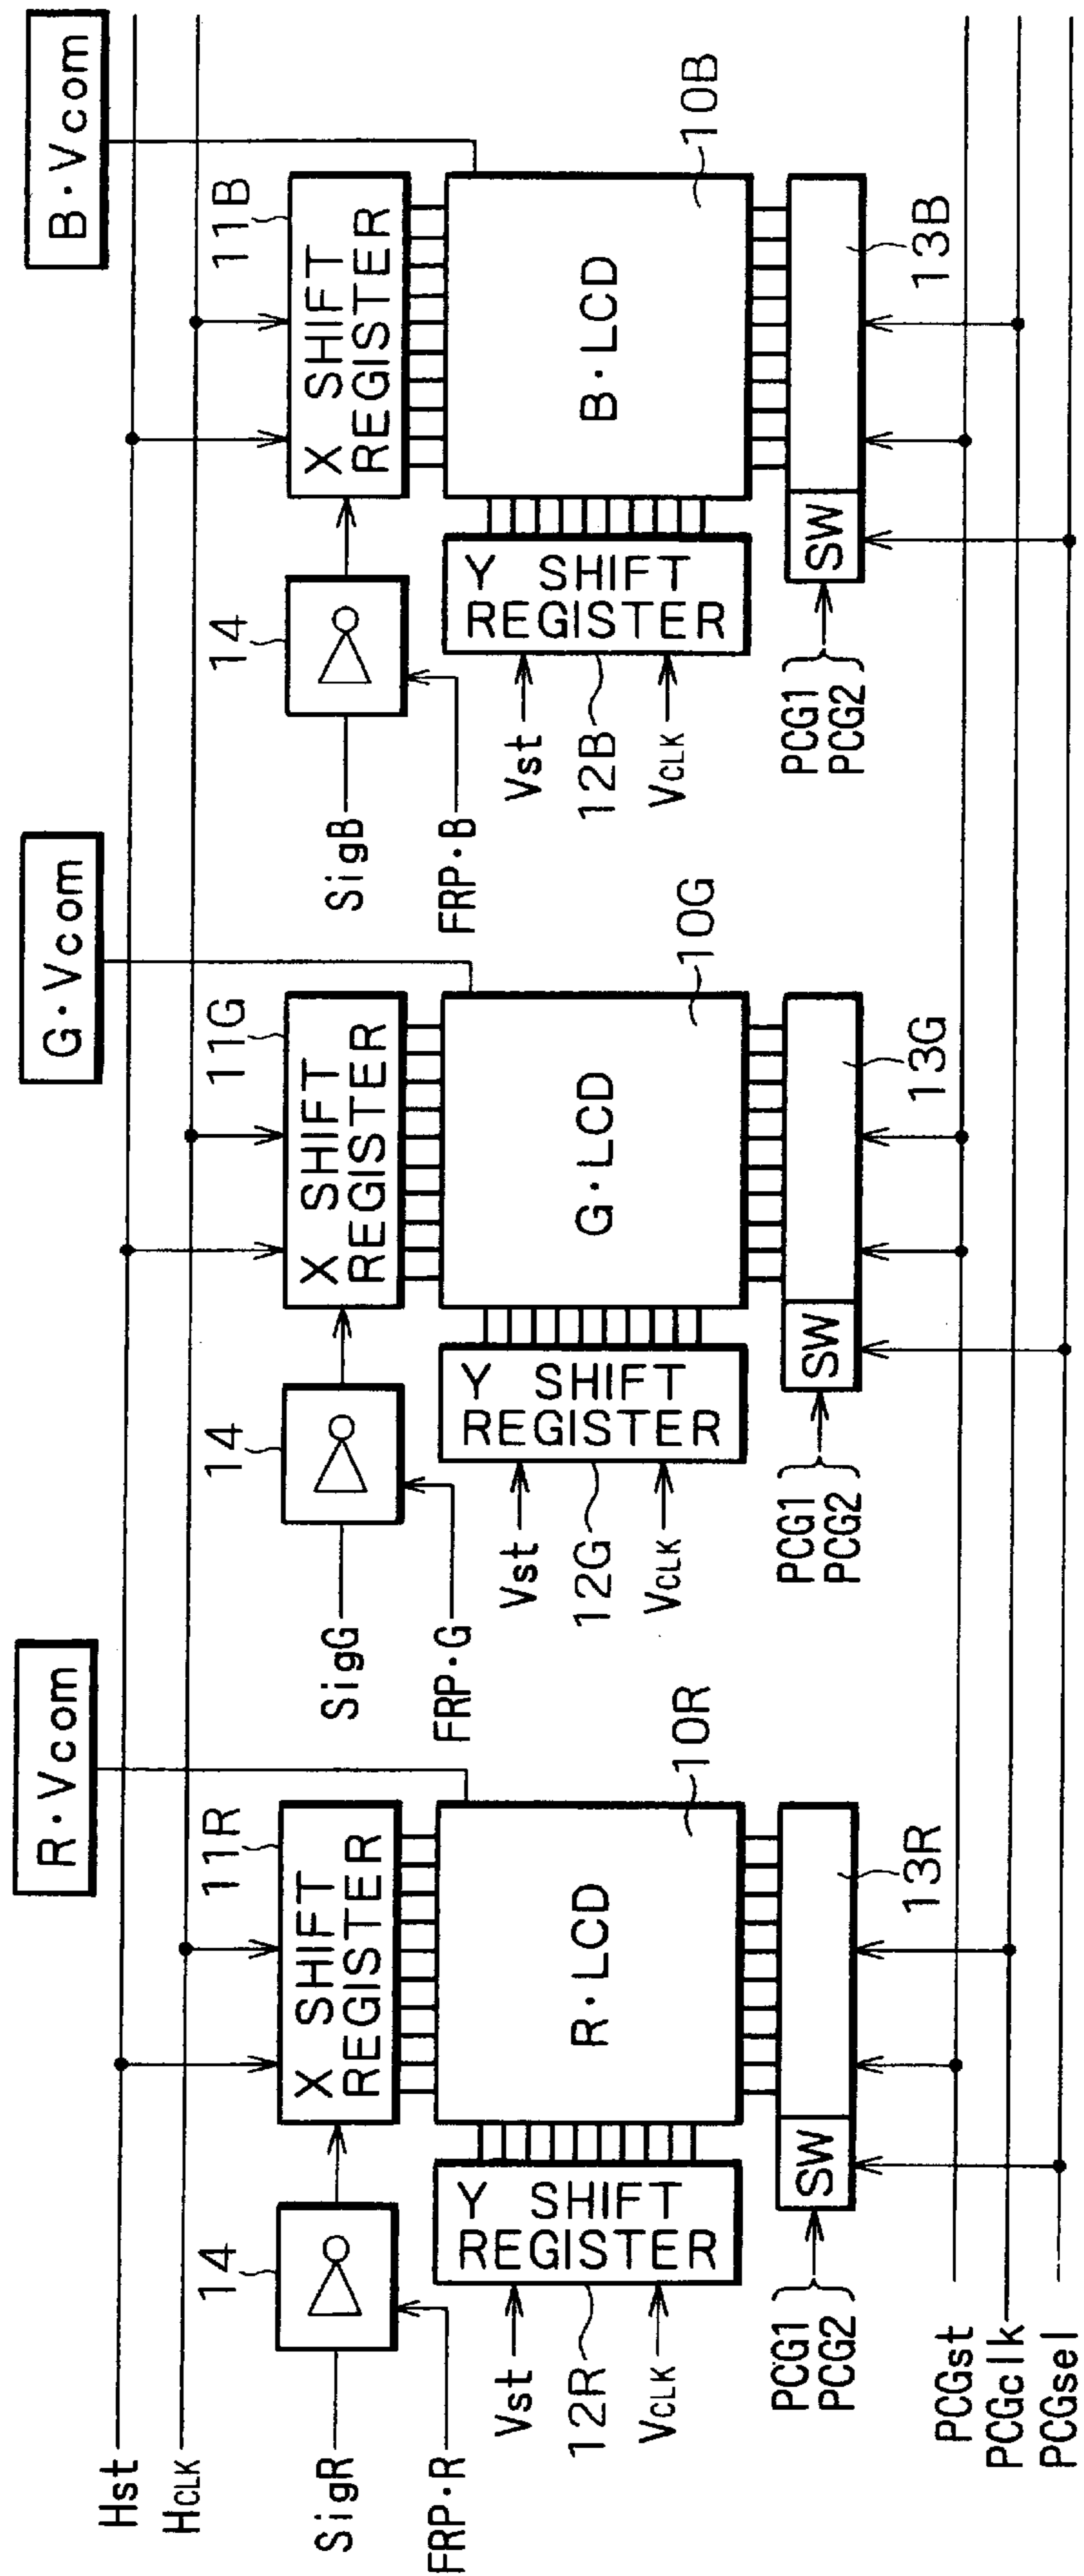 R·Vcom
G·Vcom
B·Vcom
Hst
HCLK
SigR
FRP·R
14
11R
X SHIFT
REGISTER
R·LCD
10R
Y SHIFT
REGISTER
Vst
12R
VCLK
PCG1
PCG2
SW
13R
SigG
FRP·G
14
11G
X SHIFT
REGISTER
G·LCD
10G
Y SHIFT
REGISTER
Vst
12G
VCLK
PCG1
PCG2
SW
13G
SigB
FRP·B
14
11B
X SHIFT
REGISTER
B·LCD
10B
Y SHIFT
REGISTER
Vst
12B
VCLK
PCG1
PCG2
SW
13B
PCGst
PCGclk
PCGsel